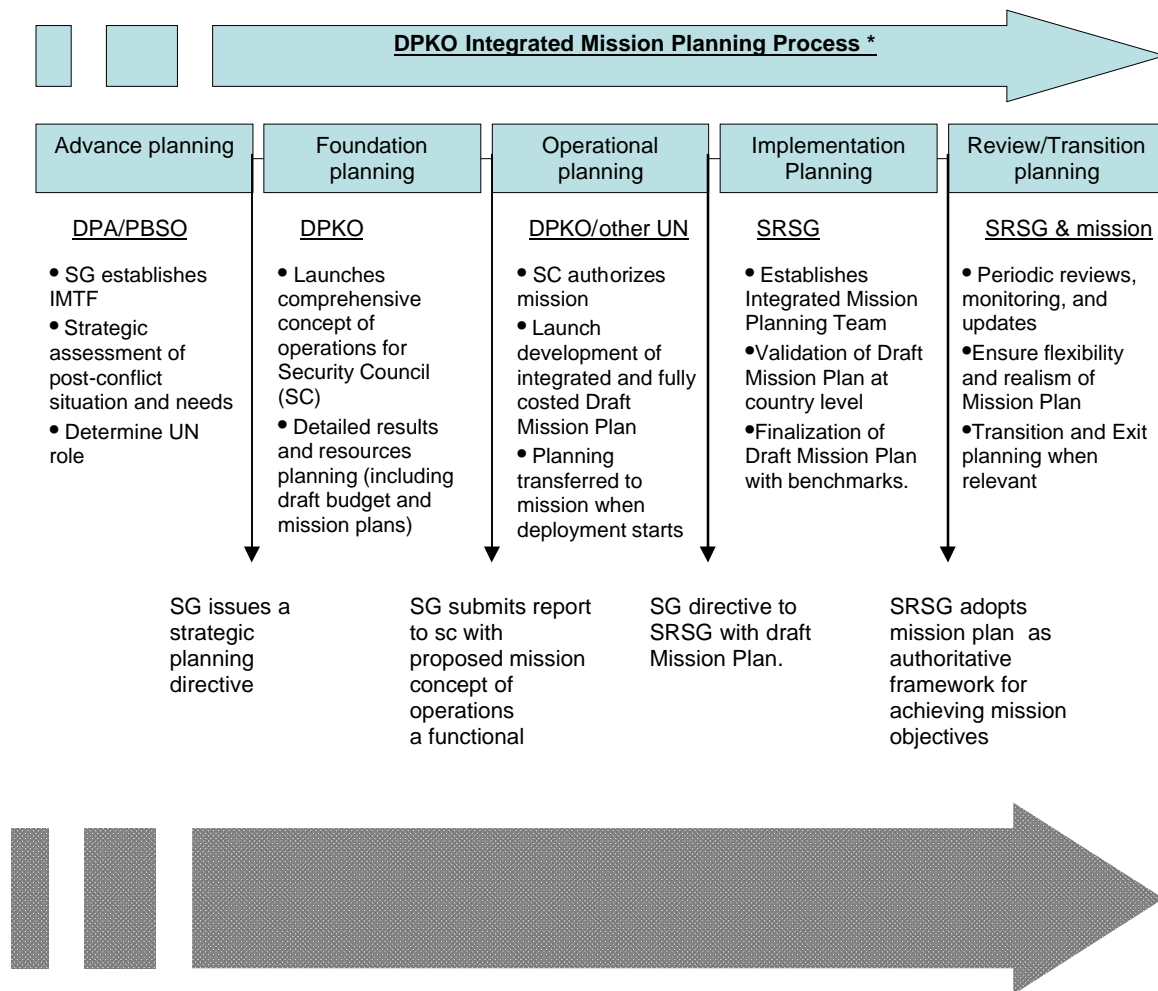 DPKO Integrated Mission Planning Process *
Advance planning
Foundation
planning
Operational
planning
Implementation
Planning
Review/Transition
planning
DPA/PBSO
• SG establishes
IMTF
• Strategic
assessment of
post-conflict
situation and needs
• Determine UN
role
DPKO
• Launches
comprehensive
concept of
operations for
Security Council
(SC)
• Detailed results
and resources
planning (including
draft budget and
mission plans)
DPKO/other UN
• SC authorizes
mission
• Launch
development of
integrated and fully
costed Draft
Mission Plan
• Planning
transferred to
mission when
deployment starts
SRSG
• Establishes
Integrated Mission
Planning Team
•Validation of Draft
Mission Plan at
country level
•Finalization of
Draft Mission Plan
with benchmarks.
SRSG & mission
• Periodic reviews,
monitoring, and
updates
•Ensure flexibility
and realism of
Mission Plan
•Transition and Exit
planning when
relevant
SG issues a
strategic
planning
directive
SG submits report
to sc with
proposed mission
concept of
operations
a functional
SG directive to
SRSG with draft
Mission Plan.
SRSG adopts
mission plan as
authoritative
framework for
achieving mission
objectives